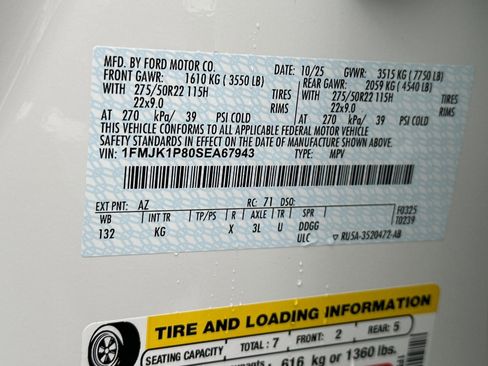 MFD. BY FORD MOTOR CO.
DATE: 10/25 GVWR: 3515 KG ( 7750 LB)
FRONT GAWR: 1610 KG ( 3550 LB) REAR GAWR: 2059 KG ( 4540 LB)
WITH 275/50R22 115H TIRES WITH 275/50R22 115H TIRES
22x9.0 RIMS 22x9.0 RIMS
AT 270 kPa/ 39 PSI COLD AT 270 kPa/ 39 PSI COLD
THIS VEHICLE CONFORMS TO ALL APPLICABLE FEDERAL MOTOR VEHICLE
SAFETY STANDARDS IN EFFECT ON THE DATE OF MANUFACTURE SHOWN ABOVE.
VIN: 1FMJK1P80SEA67943 TYPE: MPV
EXT PNT: AZ RC: 71 DSO:
WB INT TR TP/PS R AXLE TR SPR F0325
132 KG X 3L U DDGG T0239
ULC ▽ RU5A-3520472-AB
TIRE AND LOADING INFORMATION
SEATING CAPACITY TOTAL: 7 FRONT: 2 REAR: 5
616 kg or 1360 lbs.